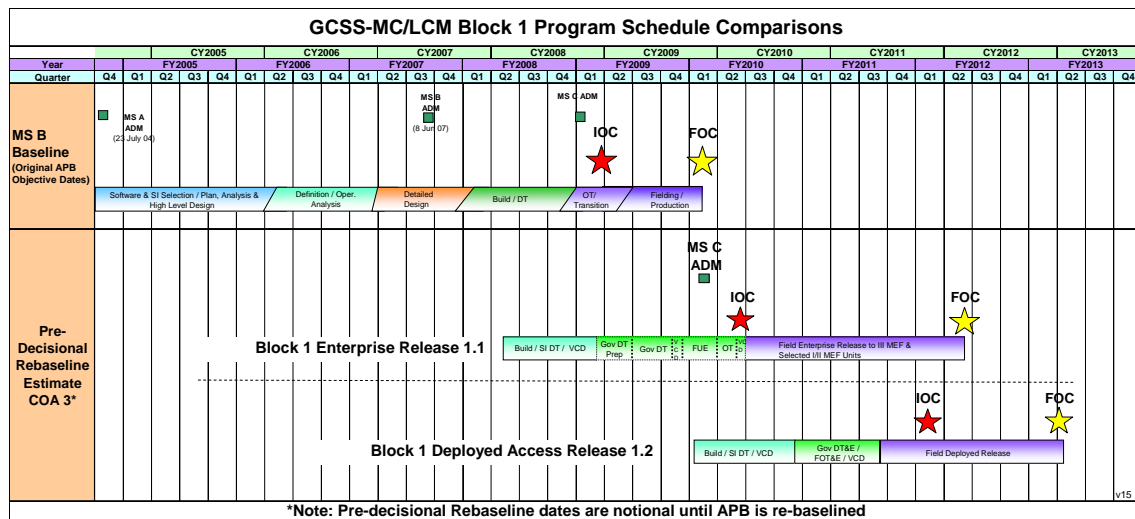 GCSS-MC/LCM Block 1 Program Schedule Comparisons
CY2005 CY2006 CY2007 CY2008 CY2009 CY2010 CY2011 CY2012 CY2013
Year FY2005 FY2006 FY2007 FY2008 FY2009 FY2010 FY2011 FY2012 FY2013
Quarter Q4 Q1 Q2 Q3 Q4 Q1 Q2 Q3 Q4 Q1 Q2 Q3 Q4 Q1 Q2 Q3 Q4 Q1 Q2 Q3 Q4 Q1 Q2 Q3 Q4 Q1 Q2 Q3 Q4 Q1 Q2 Q3 Q4 Q1 Q2 Q3 Q4
MS B
Baseline
(Original APB
Objective Dates)
MS A
ADM
(23 July 04)
MS B
ADM
(8 Jun 07)
MS C ADM
IOC
FOC
Software & SI Selection / Plan, Analysis &
High Level Design
Definition / Oper.
Analysis
Detailed
Design
Build / DT
OT/
Transition
Fielding /
Production
Pre-
Decisional
Rebaseline
Estimate
COA 3*
MS C
ADM
IOC
FOC
Block 1 Enterprise Release 1.1
Build / SI DT / VCD
Gov DT
Prep
Gov DT
V
C
D
FUE
OT
VC
D
Field Enterprise Release to III MEF &
Selected I/II MEF Units
IOC
FOC
Block 1 Deployed Access Release 1.2
Build / SI DT / VCD
Gov DT&E /
FOT&E / VCD
Field Deployed Release
v15
*Note: Pre-decisional Rebaseline dates are notional until APB is re-baselined